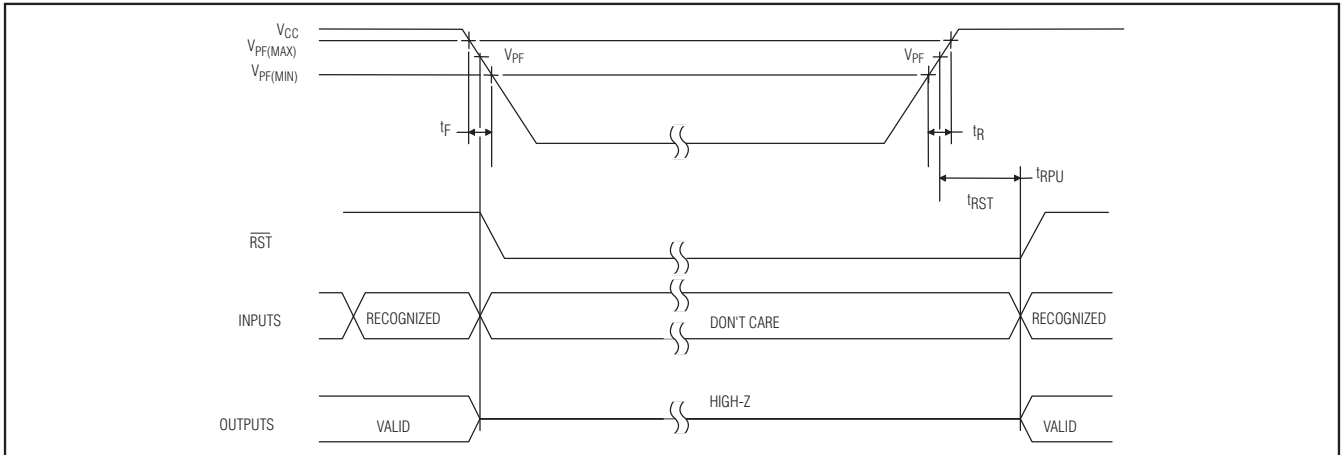 VCC
VPF(MAX)
VPF VPF
VPF(MIN)
tF tR
tRPU
tRST
RST
INPUTS RECOGNIZED DON'T CARE RECOGNIZED
HIGH-Z
OUTPUTS VALID VALID